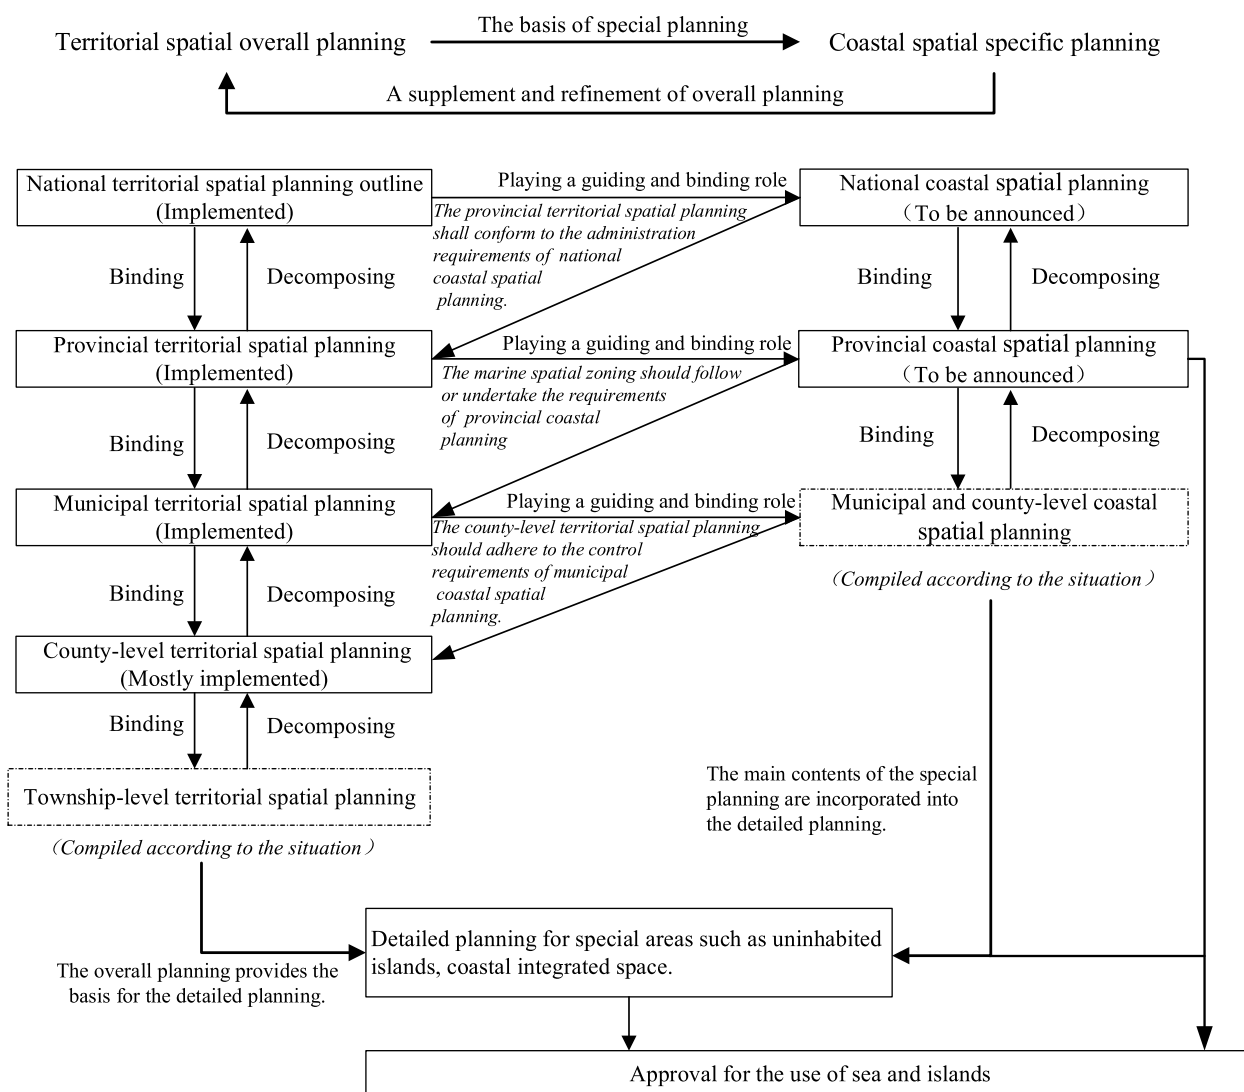 The basis of special planning
Territorial spatial overall planning
Coastal spatial specific planning
A supplement and refinement of overall planning
National territorial spatial planning outline
(Implemented)
Playing a guiding and binding role
National coastal spatial planning
（To be announced）
The provincial territorial spatial planning
shall conform to the administration
requirements of national
coastal spatial
planning.
Binding
Decomposing
Binding
Decomposing
Provincial territorial spatial planning
(Implemented)
Playing a guiding and binding role
Provincial coastal spatial planning
（To be announced）
The marine spatial zoning should follow
or undertake the requirements
of provincial coastal
planning
Binding
Decomposing
Binding
Decomposing
Municipal territorial spatial planning
(Implemented)
Playing a guiding and binding role
Municipal and county-level coastal
spatial planning
The county-level territorial spatial planning
should adhere to the control
requirements of municipal
coastal spatial
planning.
（Compiled according to the situation）
Binding
Decomposing
County-level territorial spatial planning
(Mostly implemented)
Binding
Decomposing
Township-level territorial spatial planning
（Compiled according to the situation）
The main contents of the special
planning are incorporated into
the detailed planning.
Detailed planning for special areas such as uninhabited
islands, coastal integrated space.
The overall planning provides the
basis for the detailed planning.
Approval for the use of sea and islands